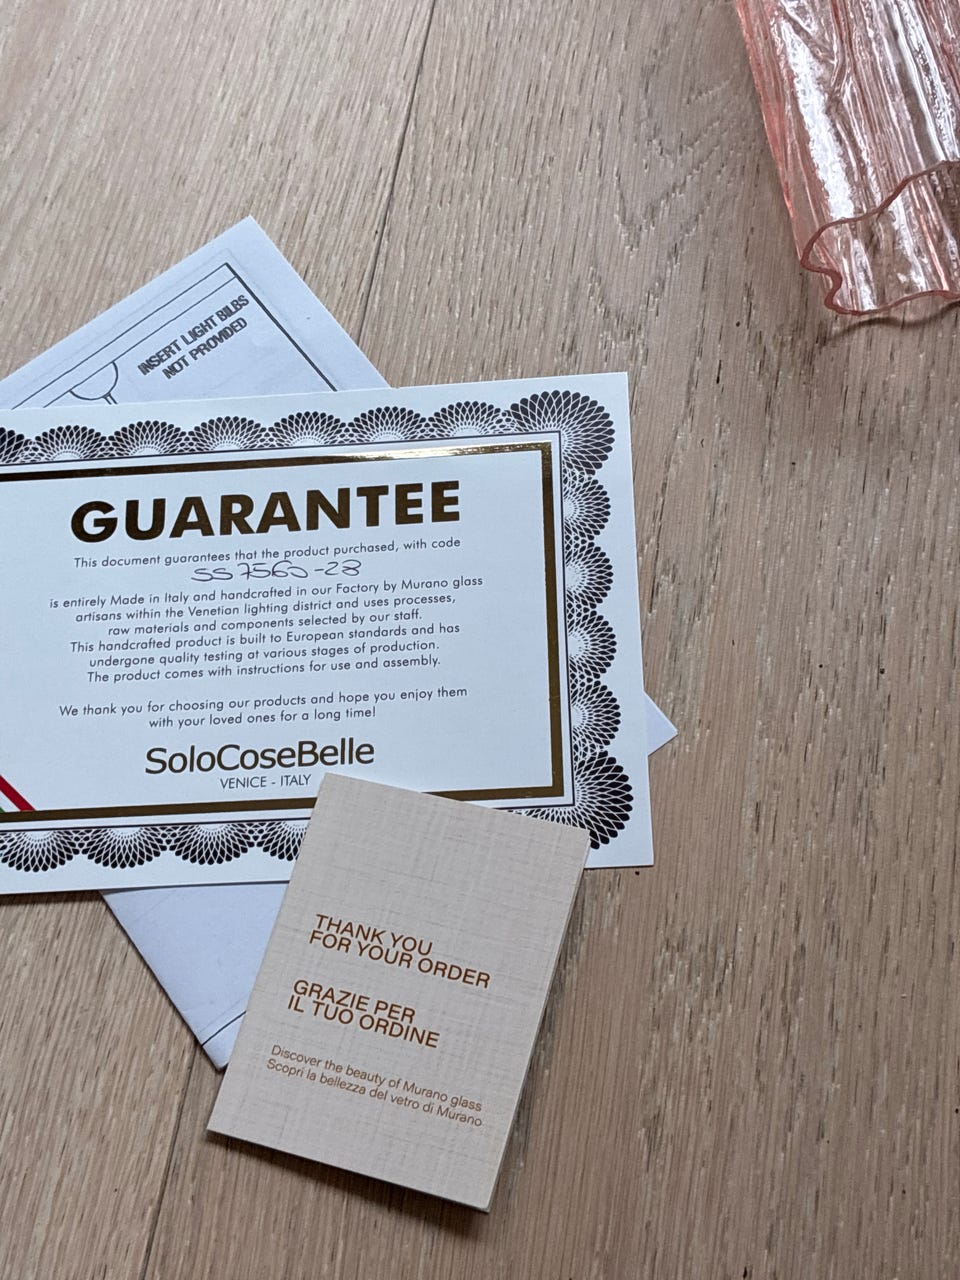 INSERT LIGHT BILBS
NOT PROVIDED
GUARANTEE
This document guarantees that the product purchased, with code
SS7560-28
is entirely Made in Italy and handcrafted in our Factory by Murano glass
artisans within the Venetian lighting district and uses processes,
raw materials and components selected by our staff.
This handcrafted product is built to European standards and has
undergone quality testing at various stages of production.
The product comes with instructions for use and assembly.
We thank you for choosing our products and hope you enjoy them
with your loved ones for a long time!
SoloCoseBelle
VENICE - ITALY
THANK YOU
FOR YOUR ORDER
GRAZIE PER
IL TUO ORDINE
Discover the beauty of Murano glass
Scopri la bellezza del vetro di Murano